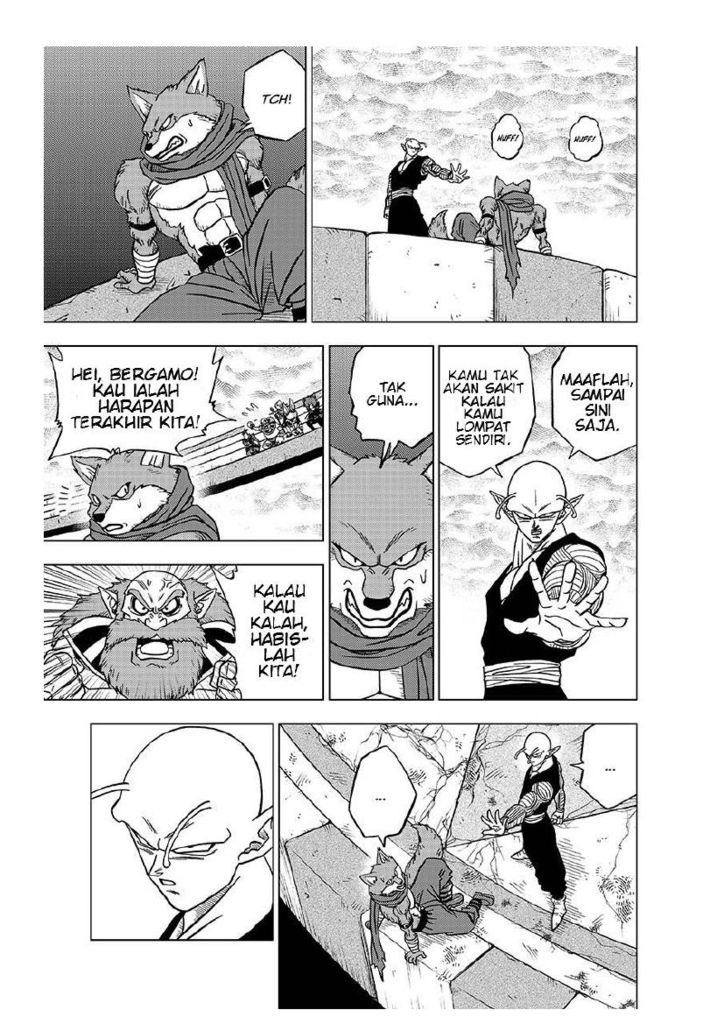 HUFF!
HUFF!
TCH!
MAAFLAH,
SAMPAI
SINI
SAJA.
KAMU TAK
AKAN SAKIT
KALAU
KAMU
LOMPAT
SENDIRI.
TAK
GUNA...
HEI, BERGAMO!
KAU IALAH
HARAPAN
TERAKHIR KITA!
KALAU
KAU
KALAH,
HABIS-
LAH
KITA!
...
...